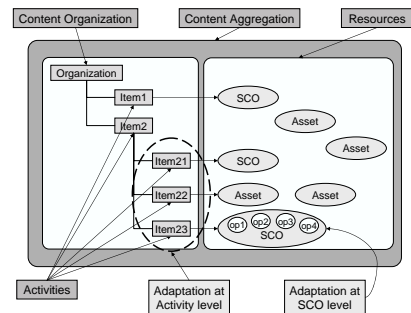 Content Organization
Content Aggregation
Resources
Organization
Item1
SCO
Asset
Item2
Asset
Item21
SCO
Item22
Asset
Asset
Item23
op1
op2
op3
op4
SCO
Activities
Adaptation at
Activity level
Adaptation at
SCO level